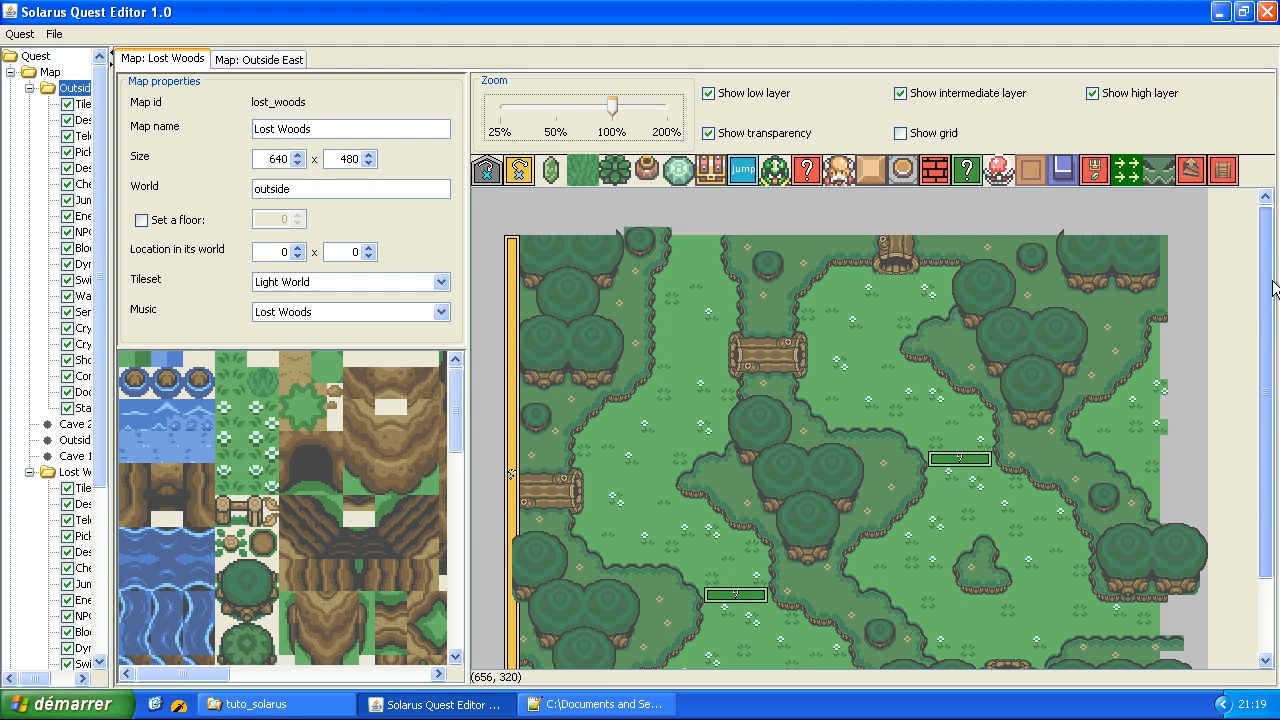 Solarus Quest Editor 1.0
Quest File
Quest
Map
Outsid
Tile
Des
Tele
Pick
Des
Che
Jun
Ene
NPC
Bloc
Dyr
Swi
Wa
Ser
Cry
Cry
Sho
Cor
Doc
Sta
Cave 2
Outsid
Cave 1
Lost W
Tile
Des
Tele
Pick
Des
Che
Jun
Ene
NPC
Bloc
Dyr
Swi
Map: Lost Woods
Map: Outside East
Map properties
Map id lost_woods
Map name Lost Woods
Size 640 x 480
World outside
Set a floor: 0
Location in its world 0 x 0
Tileset Light World
Music Lost Woods
Zoom
25% 50% 100% 200%
Show low layer
Show intermediate layer
Show high layer
Show transparency
Show grid
jump
?
?
?
?
(656, 320)
démarrer
tuto_solarus
Solarus Quest Editor ...
C:\Documents and Se...
21:19